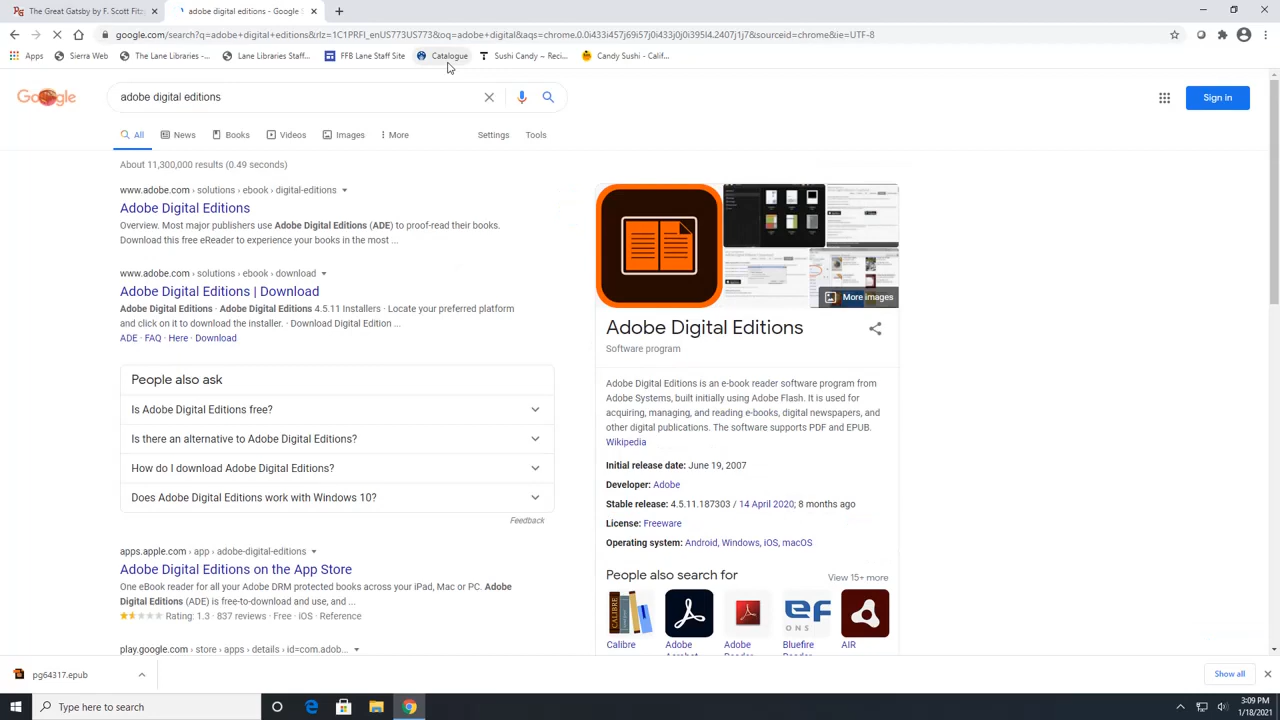 The Great Gatsby by F. Scott Fitz
adobe digital editions - Google S
google.com/search?q=adobe+digital+editions&rlz=1C1PRFI_enUS773US773&oq=adobe+digital+editions&aqs=chrome.0.0i433i457j69i57j0i3j0i395l4.2407j1j7&sourceid=chrome&ie=UTF-8
Apps Sierra Web The Lane Libraries -... Lane Libraries Staff... FFB Lane Staff Site Catalogue Sushi Candy ~ Reci... Candy Sushi - Calif...
adobe digital editions
Sign in
All News Books Videos Images More Settings Tools
About 11,300,000 results (0.49 seconds)
www.adobe.com › solutions › ebook › digital-editions
Digital Editions
Most major publishers use Adobe Digital Editions (ADE) to proof-read their books.
Download this free eReader to experience your books in the most ...
solutions › ebook › download
Editions | Download
Adobe Digital Editions 4.5.11 Installers · Locate your preferred platform
and click on it to download the installer. · Download Digital Edition ...
ADE · FAQ · Here · Download
People also ask
Is Adobe Digital Editions free?
Is there an alternative to Adobe Digital Editions?
How do I download Adobe Digital Editions?
Does Adobe Digital Editions work with Windows 10?
Feedback
apps.apple.com › app › adobe-digital-editions
Adobe Digital Editions on the App Store
One eBook reader for all your Adobe DRM protected books across your iPad, Mac or PC. Adobe
Digital Editions (ADE) is free-to-download and use, and ...
Rating: 1.3 · 837 reviews · Free · iOS · Reference
play.google.com › store › apps › details › id=com.adob...
More images
Adobe Digital Editions
Software program
Adobe Digital Editions is an e-book reader software program from
Adobe Systems, built initially using Adobe Flash. It is used for
acquiring, managing, and reading e-books, digital newspapers, and
other digital publications. The software supports PDF and EPUB.
Wikipedia
Initial release date: June 19, 2007
Developer: Adobe
Stable release: 4.5.11.187303 / 14 April 2020; 8 months ago
License: Freeware
Operating system: Android, Windows, iOS, macOS
People also search for
View 15+ more
CALIBRE
Calibre Adobe Adobe Bluefire AIR
pg64317.epub
Show all
Type here to search
3:09 PM
1/18/2021